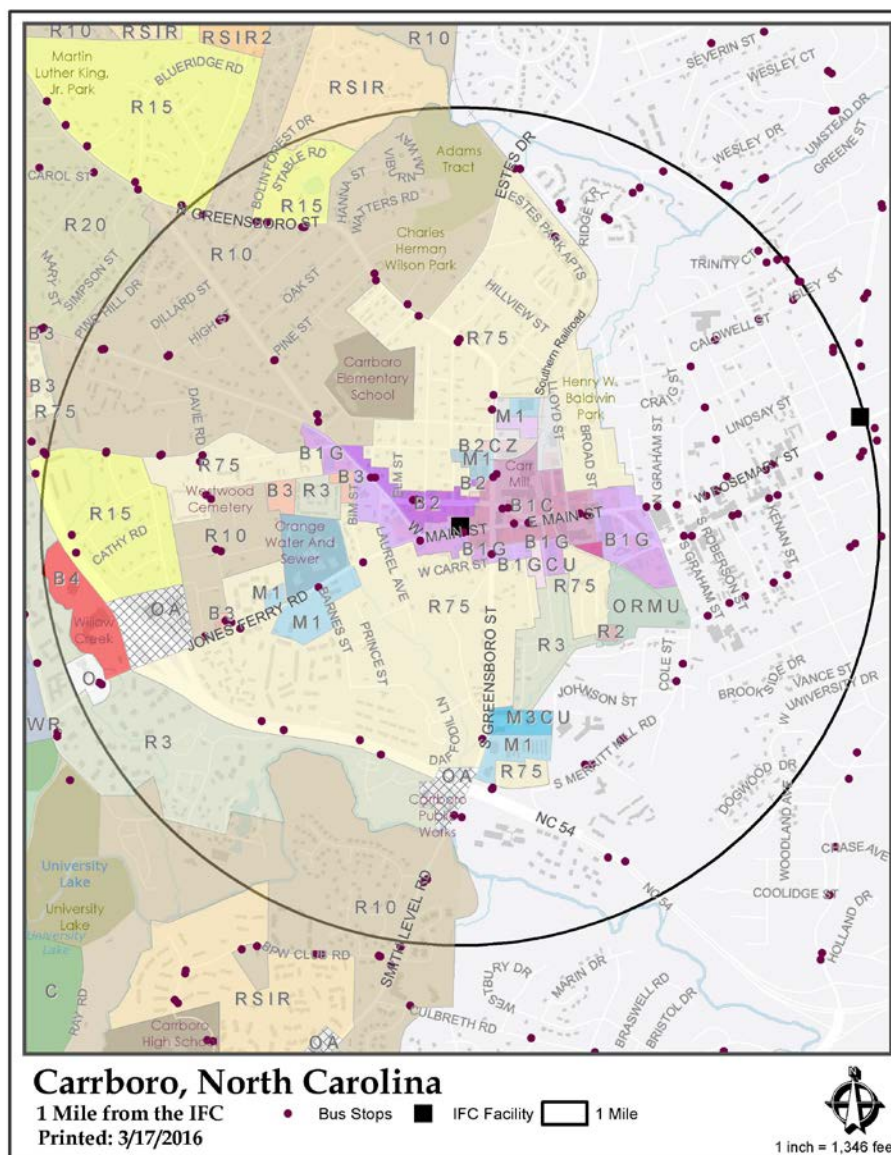 R10
RSIR
RSIR2
R10
SEVERIN ST
WESLEY CT
Martin
Luther King,
Jr. Park
BLUERIDGE RD
R15
RSIR
UMSTEAD DR
GREENE ST
WESLEY DR
BOLIN FOREST DR
STABLE RD
Adams
Tract
ESTES DR
CAROL ST
HANNA ST
WATTERS RD
R15
N GREENSBORO ST
R20
R10
ESTES PARK APTS
RIDGE TRL
Charles
Herman
Wilson Park
MARY ST
SIMPSON ST
PINE HILL DR
DILLARD ST
OAK ST
HIGH ST
PINE ST
HILLVIEW ST
TRINITY CT
ISLEY ST
CALDWELL ST
B3
R75
Carrboro
Elementary
School
Southern Railroad
Henry W.
Baldwin
Park
B3
R75
DAVIE RD
M1
LLOYD ST
BROAD ST
N GRAHAM ST
LINDSAY ST
B1G
B2CZ
M1
Carr
Mill
R75
B3
ELM ST
B2
W ROSEMARY ST
Westwood
Cemetery
B3
R3
BIM ST
B2
B1C
E MAIN ST
KENAN ST
R15
CATHY RD
R10
Orange
Water And
Sewer
W MAIN ST
B1G
B1G
B1G
S ROBERSON ST
S GRAHAM ST
LAUREL AVE
W CARR ST
B1GCU
B4
OA
M1
B3
R75
R75
ORMU
Willow
Creek
JONES FERRY RD
M1
BARNES ST
PRINCE ST
R3
R2
COLE ST
O
S GREENSBORO ST
BROOKSIDE DR
VANCE ST
W UNIVERSITY DR
JOHNSON ST
WR
R3
DAFFODIL LN
M3CU
M1
S MERRITT MILL RD
OA
R75
DOGWOOD DR
Carrboro
Public
Works
NC 54
WOODLAND AVE
CHASE AVE
University
Lake
University
Lake
University
Lake
R10
SMITH LEVEL RD
NC 54
COOLIDGE ST
HOLLAND DR
BPW CLUB RD
C
RAY RD
RSIR
WESTBURY DR
MARIN DR
BRASWELL RD
BRISTOL DR
Carrboro
High School
CULBRETH RD
OA
Carrboro, North Carolina
1 Mile from the IFC
Bus Stops
IFC Facility
1 Mile
Printed: 3/17/2016
1 inch = 1,346 fee